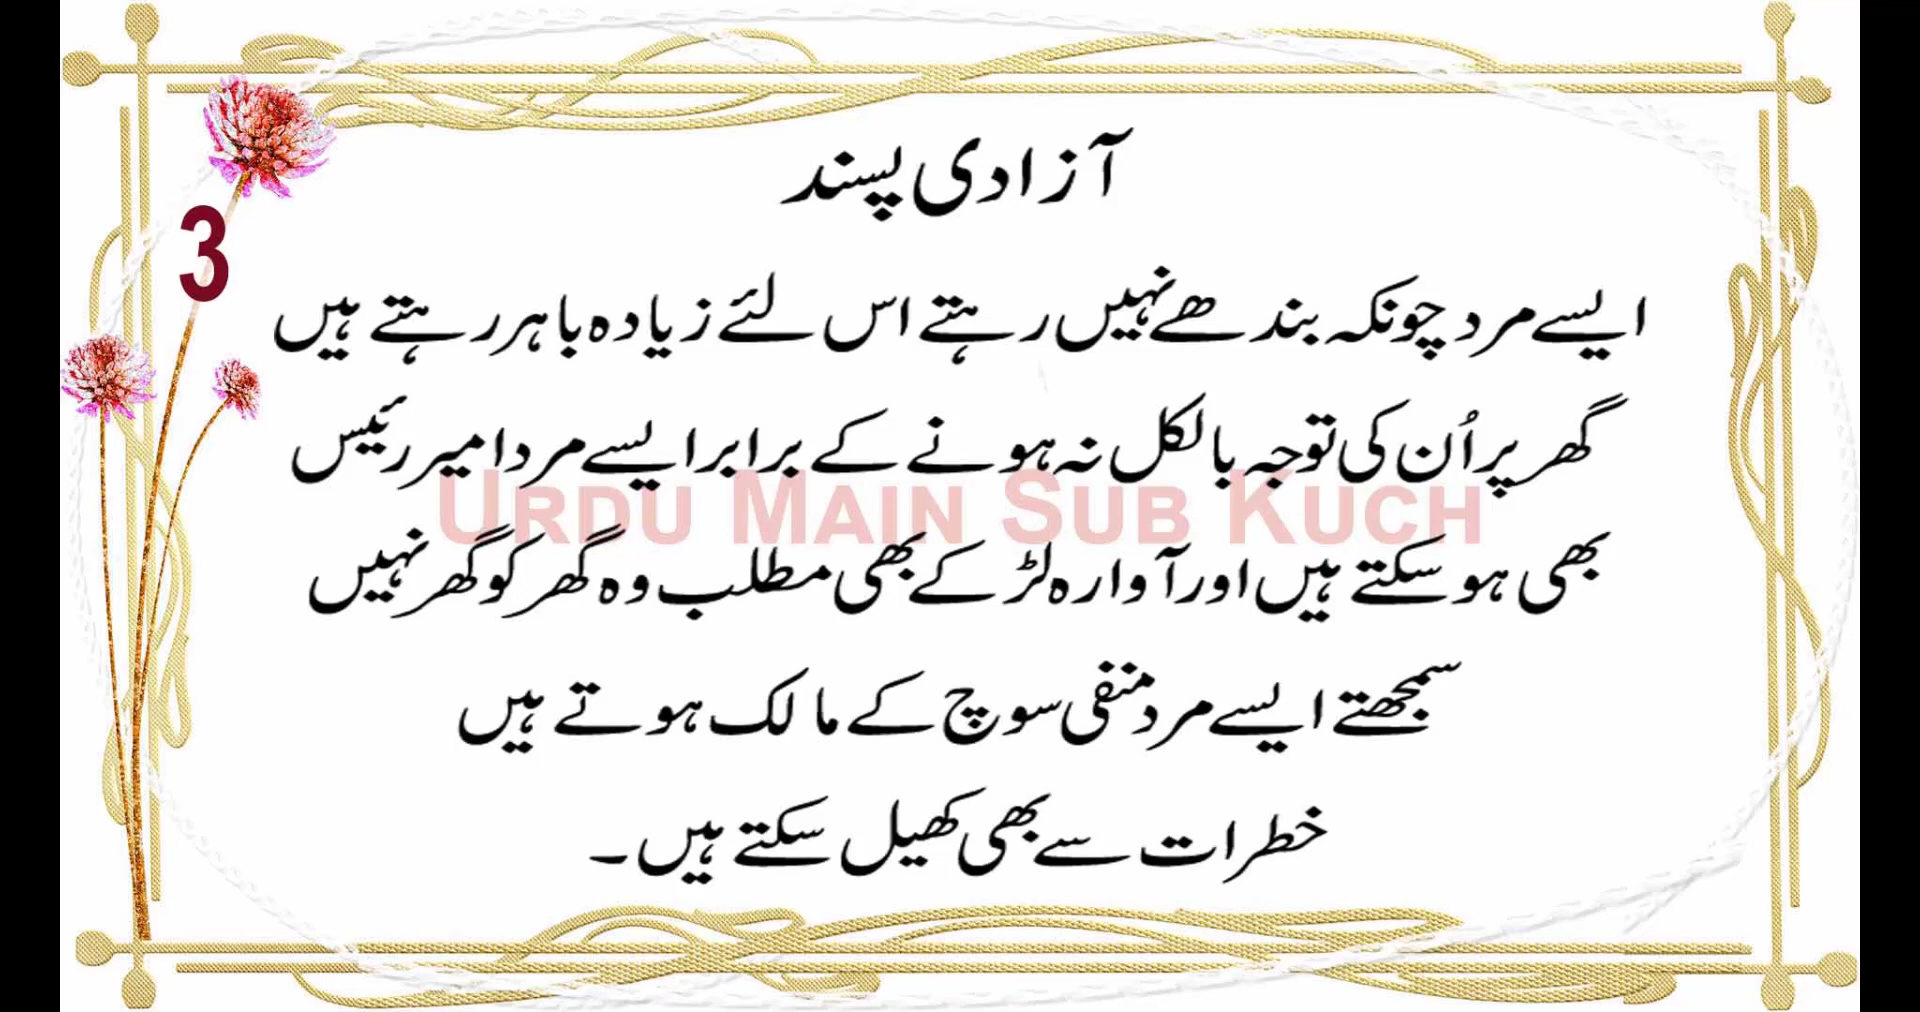 آزادی پسند
3
ایسے مرد چونکہ بندھے نہیں رہتے اس لئے زیادہ باہر رہتے ہیں
گھر پر اُن کی توجہ بالکل نہ ہونے کے برابر ایسے مرد امیر رئیس
URDU MAIN SUB KUCH
بھی ہو سکتے ہیں اور آوارہ لڑکے بھی مطلب وہ گھر کو گھر نہیں
سمجھتے ایسے مرد منفی سوچ کے مالک ہوتے ہیں
خطرات سے بھی کھیل سکتے ہیں۔